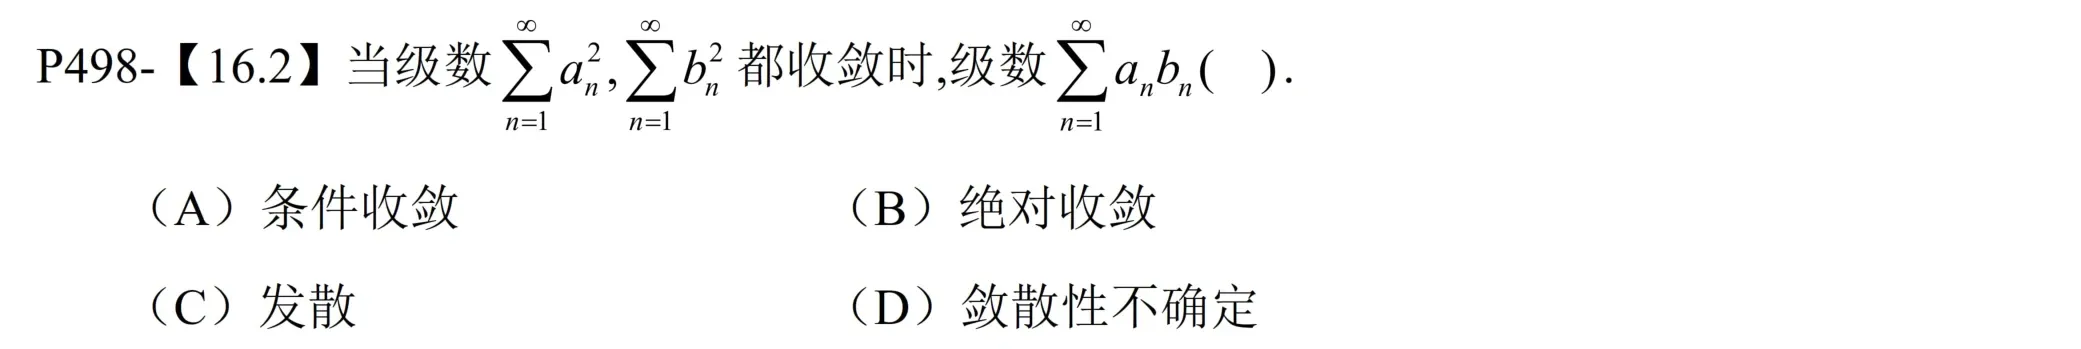 P498-【16.2】当级数 $\sum_{n=1}^{\infty} a_n^2, \sum_{n=1}^{\infty} b_n^2$ 都收敛时,级数 $\sum_{n=1}^{\infty} a_n b_n$ (   ).
（A）条件收敛 （B）绝对收敛
（C）发散 （D）敛散性不确定